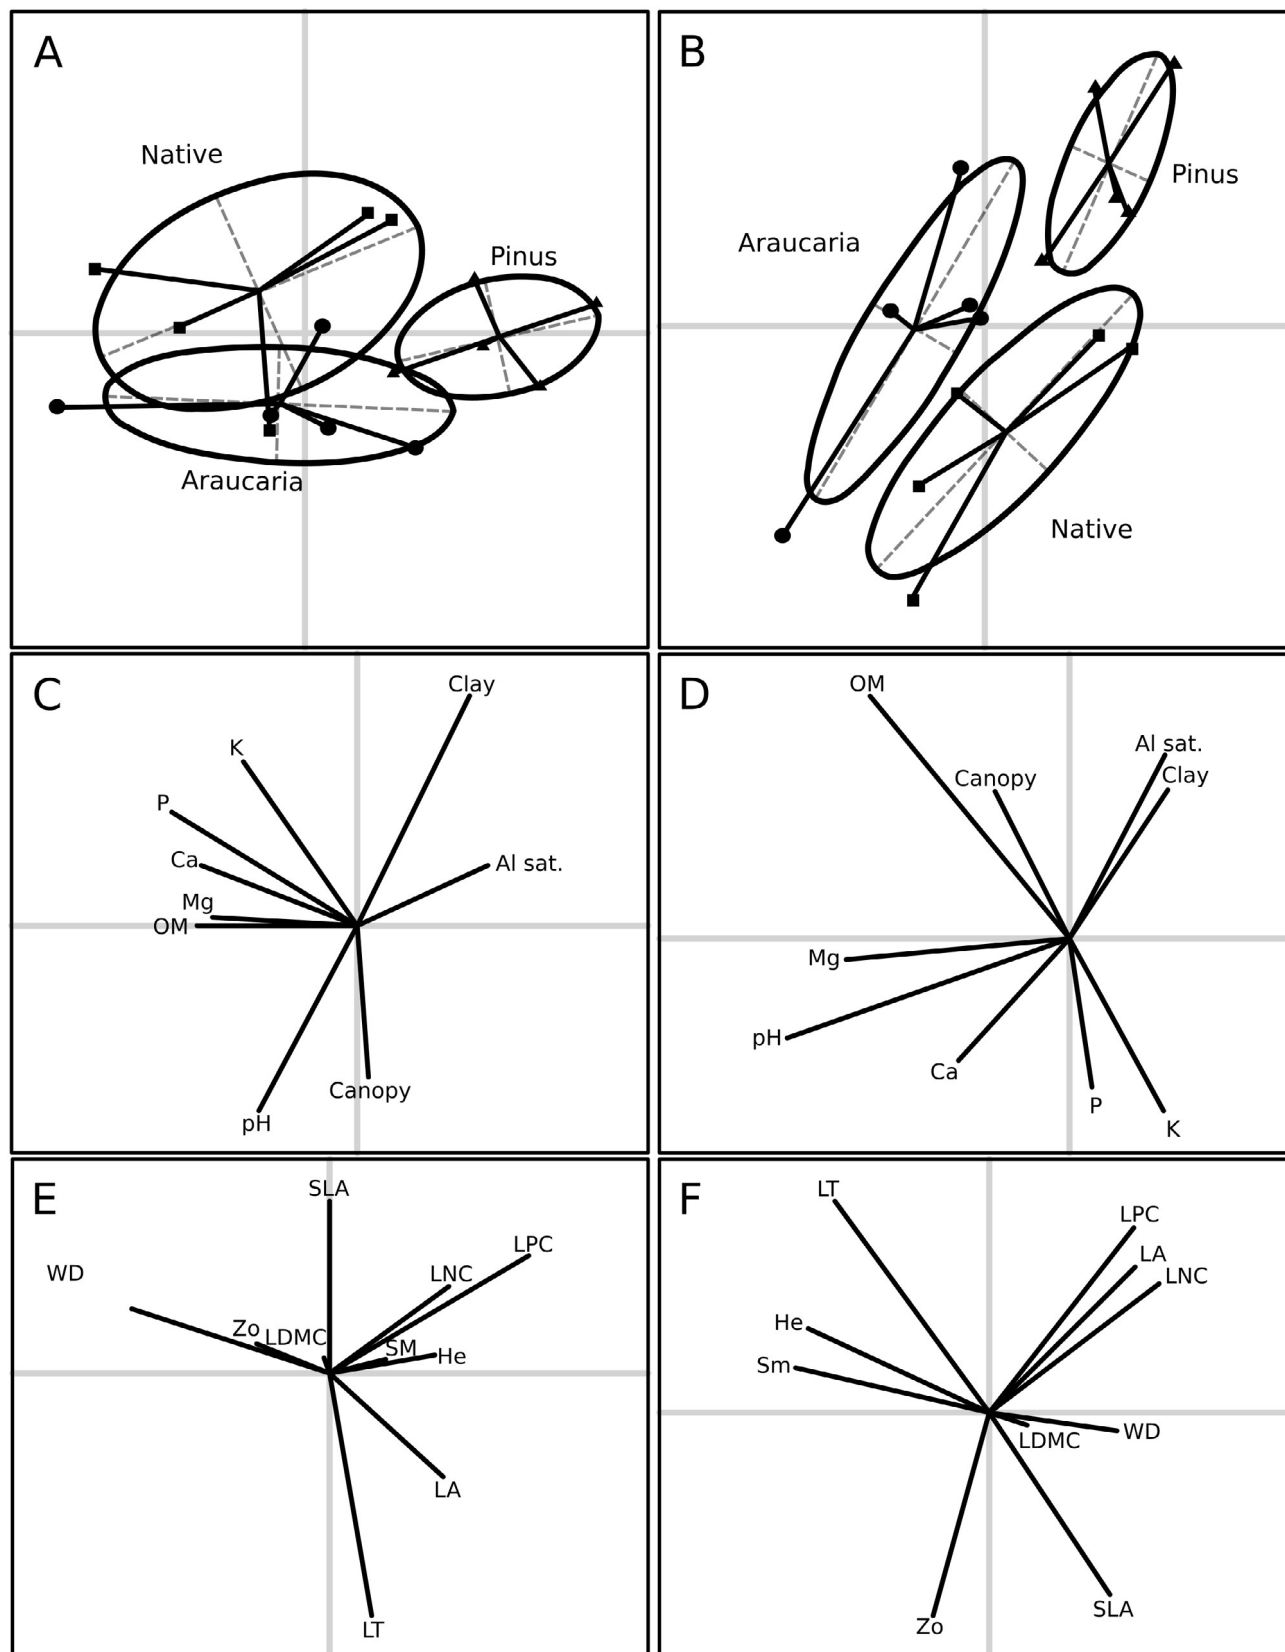 A
Native
Pinus
Araucaria
B
Pinus
Araucaria
Native
C
Clay
K
P
Ca
Al sat.
Mg
OM
Canopy
pH
D
OM
Al sat.
Clay
Canopy
Mg
pH
Ca
P
K
E
SLA
LPC
WD
LNC
Zo
LDMC
SM
He
LA
LT
F
LT
LPC
LA
LNC
He
Sm
WD
LDMC
SLA
Zo